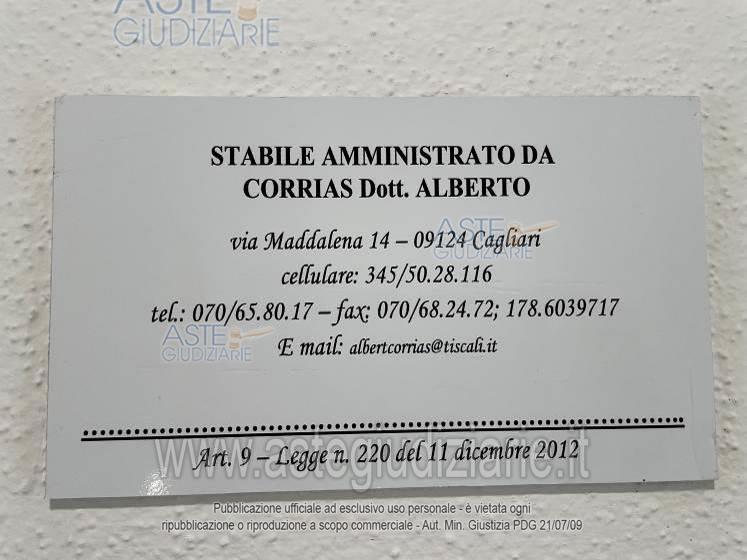 ASTE
GIUDIZIARIE
STABILE AMMINISTRATO DA
CORRIAS Dott. ALBERTO
via Maddalena 14 – 09124 Cagliari
cellulare: 345/50.28.116
tel.: 070/65.80.17 – fax: 070/68.24.72; 178.6039717
E mail: albertcorrias@tiscali.it
ASTE
GIUDIZIARIE
ASTE
GIUDIZIARIE
Art. 9 – Legge n. 220 del 11 dicembre 2012
www.astegiudiziarie.it
Pubblicazione ufficiale ad esclusivo uso personale - è vietata ogni
ripubblicazione o riproduzione a scopo commerciale - Aut. Min. Giustizia PDG 21/07/09